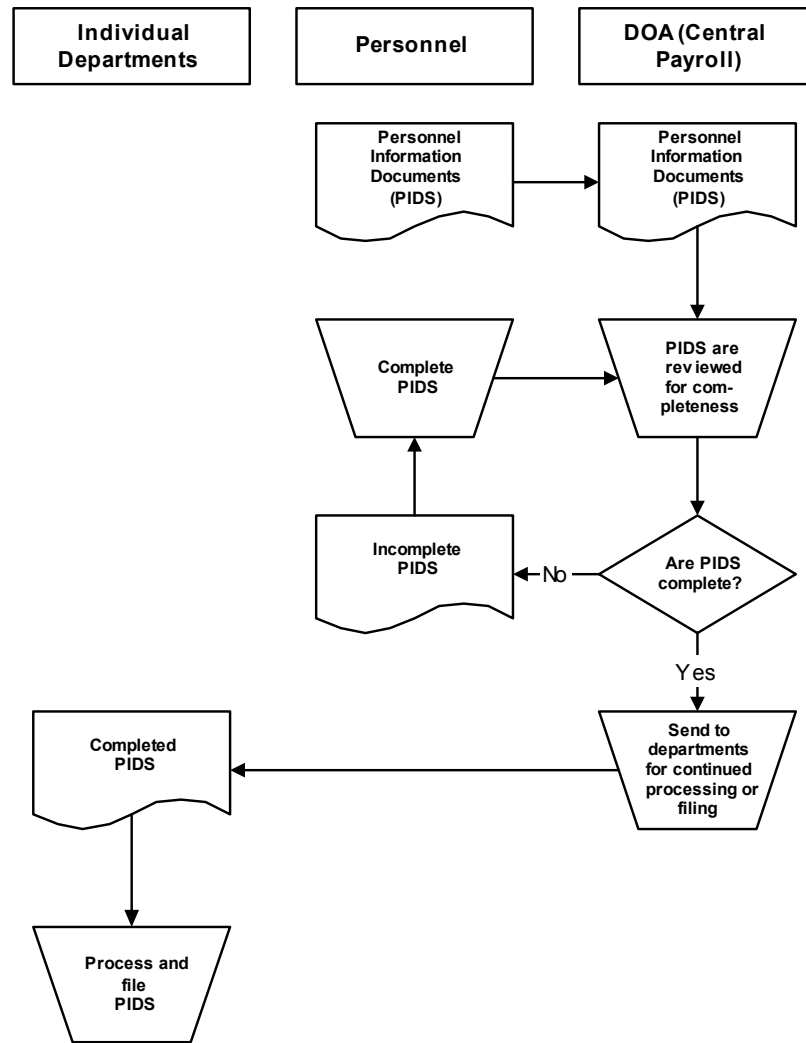 Individual
Departments
Personnel
DOA (Central
Payroll)
Personnel
Information
Documents
(PIDS)
Personnel
Information
Documents
(PIDS)
Complete
PIDS
PIDS are
reviewed
for com-
pleteness
Incomplete
PIDS
No
Are PIDS
complete?
Yes
Completed
PIDS
Send to
departments
for continued
processing or
filing
Process and
file
PIDS